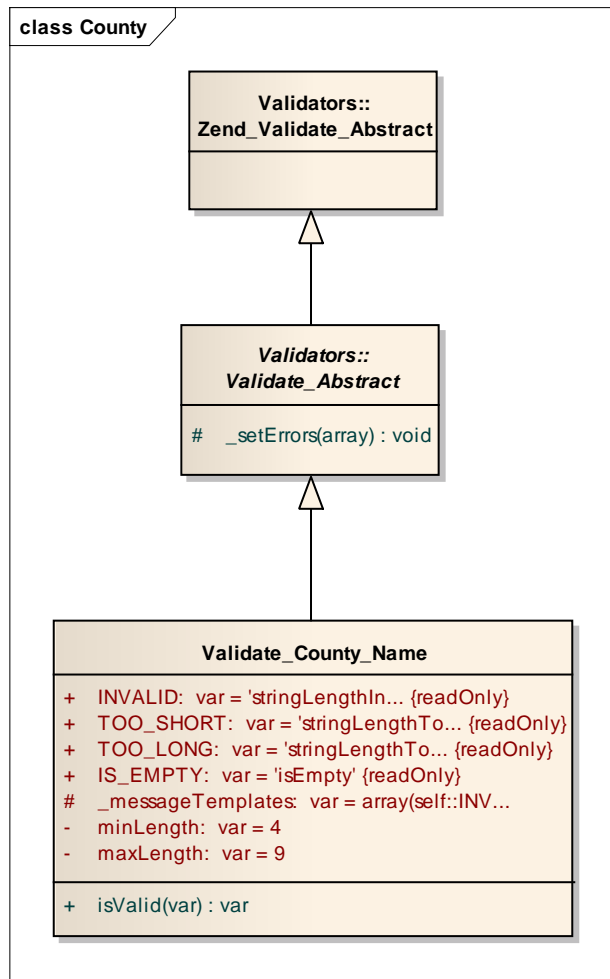 class County
Validators::
Zend_Validate_Abstract
Validators::
Validate_Abstract
# _setErrors(array) : void
Validate_County_Name
+ INVALID: var = 'stringLengthIn... {readOnly}
+ TOO_SHORT: var = 'stringLengthTo... {readOnly}
+ TOO_LONG: var = 'stringLengthTo... {readOnly}
+ IS_EMPTY: var = 'isEmpty' {readOnly}
# _messageTemplates: var = array(self::INV...
- minLength: var = 4
- maxLength: var = 9
+ isValid(var) : var